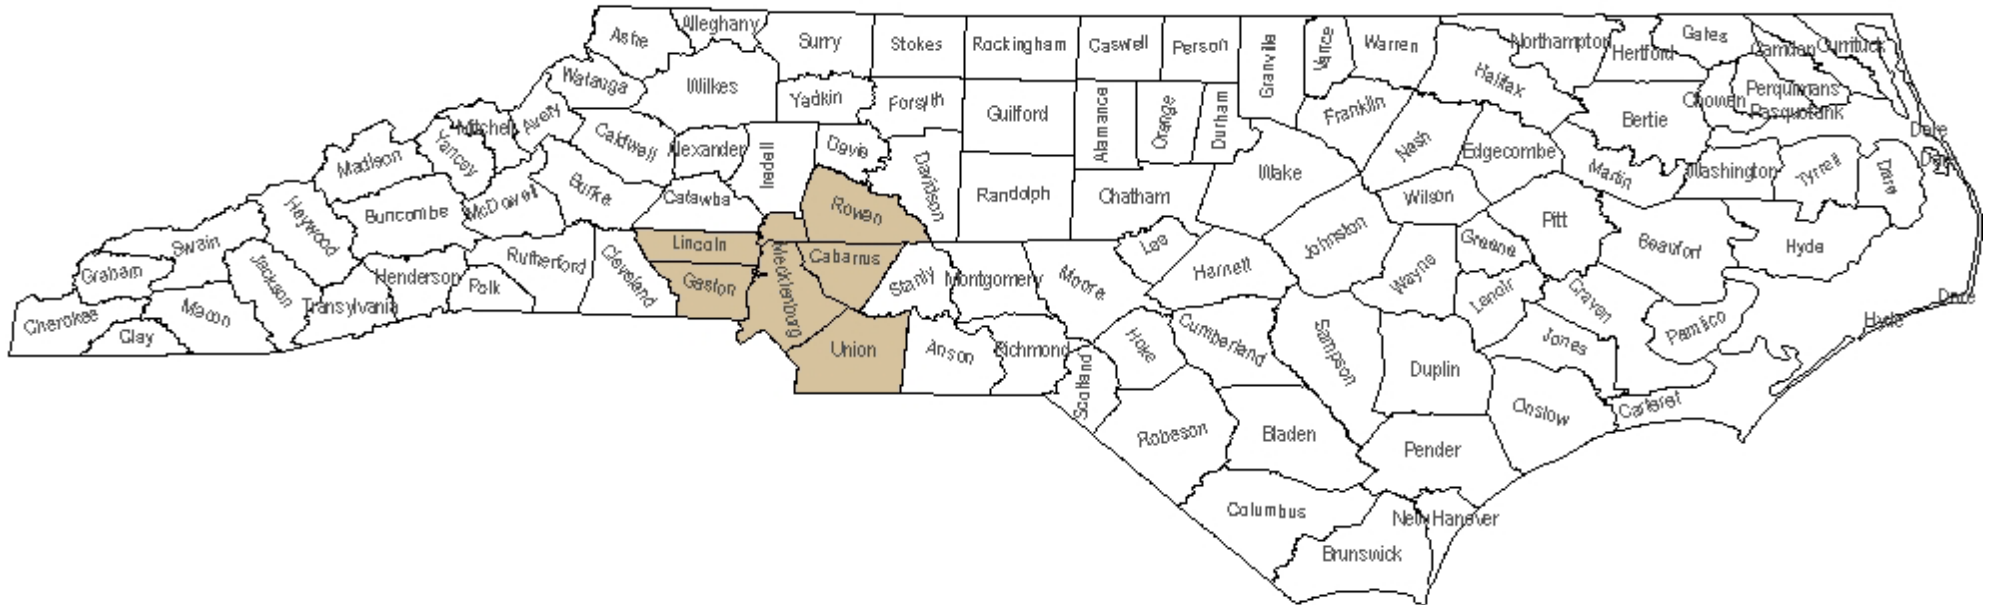 Ashe
Alleghany
Surry
Stokes
Rockingham
Caswell
Person
Granville
Vance
Warren
Northampton
Hertford
Gates
Camden
Currituck
Watauga
Wilkes
Yadkin
Forsyth
Guilford
Alamance
Orange
Durham
Franklin
Halifax
Bertie
Chowan
Perquimans
Pasquotank
Dare
Mitchell
Avery
Caldwell
Alexander
Iredell
Davie
Davidson
Randolph
Chatham
Wake
Nash
Edgecombe
Martin
Washington
Tyrrell
Dare
Dare
Madison
Yancey
Burke
Catawba
Rowan
Wilson
Pitt
Beaufort
Hyde
Haywood
Buncombe
McDowell
Swain
Graham
Jackson
Henderson
Rutherford
Polk
Cleveland
Lincoln
Gaston
Mecklenburg
Cabarrus
Stanly
Montgomery
Moore
Lee
Harnett
Johnston
Wayne
Greene
Lenoir
Craven
Pamlico
Dare
Hyde
Cherokee
Clay
Macon
Transylvania
Union
Anson
Richmond
Scotland
Hoke
Cumberland
Sampson
Duplin
Jones
Onslow
Carteret
Robeson
Bladen
Pender
Columbus
New Hanover
Brunswick